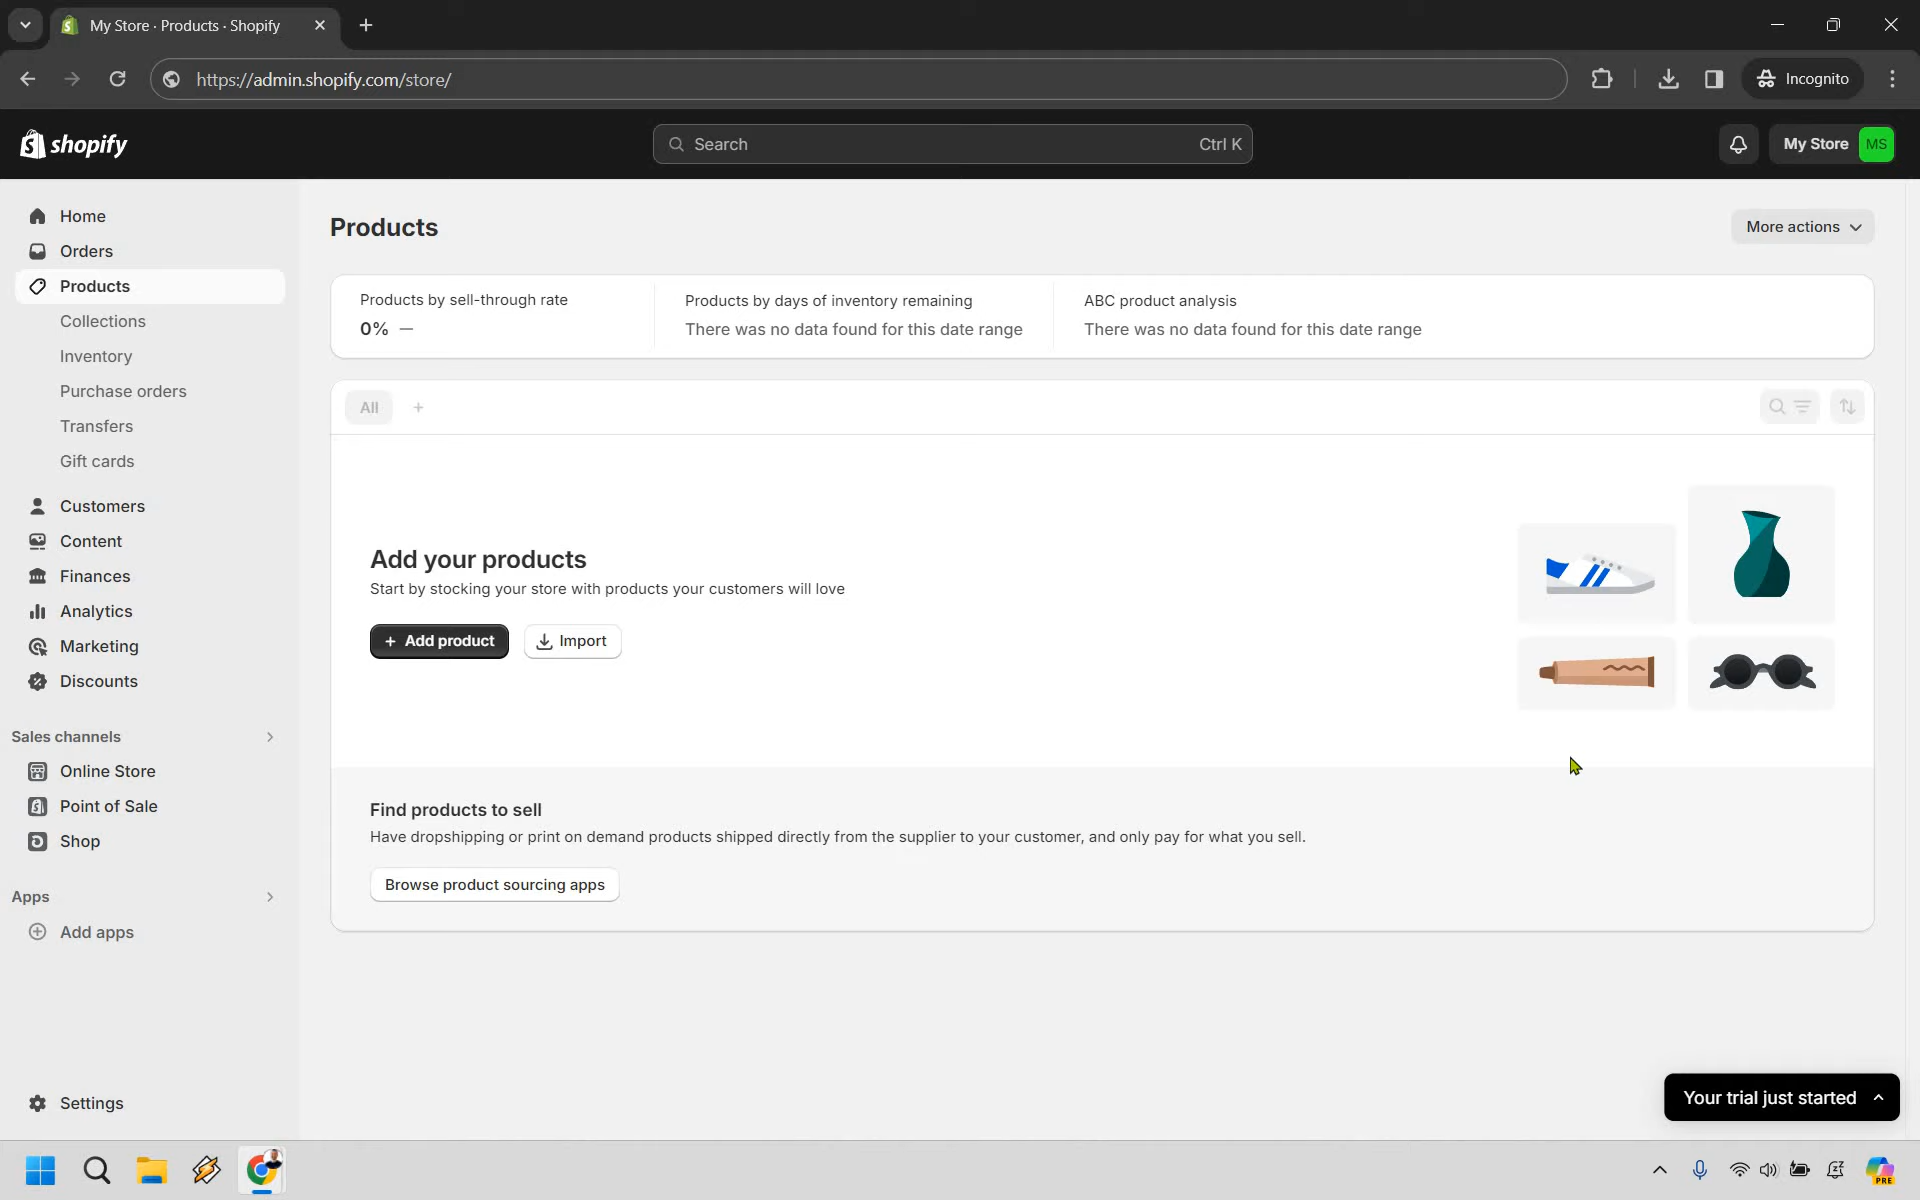 My Store · Products · Shopify
https://admin.shopify.com/store/
Incognito
shopify
Search
Ctrl K
My Store
MS
Home
Orders
Products
Collections
Inventory
Purchase orders
Transfers
Gift cards
Customers
Content
Finances
Analytics
Marketing
Discounts
Sales channels
Online Store
Point of Sale
Shop
Apps
Add apps
Settings
Products
More actions
Products by sell-through rate
0% —
Products by days of inventory remaining
There was no data found for this date range
ABC product analysis
There was no data found for this date range
All
Add your products
Start by stocking your store with products your customers will love
+ Add product
Import
Find products to sell
Have dropshipping or print on demand products shipped directly from the supplier to your customer, and only pay for what you sell.
Browse product sourcing apps
Your trial just started
PRE